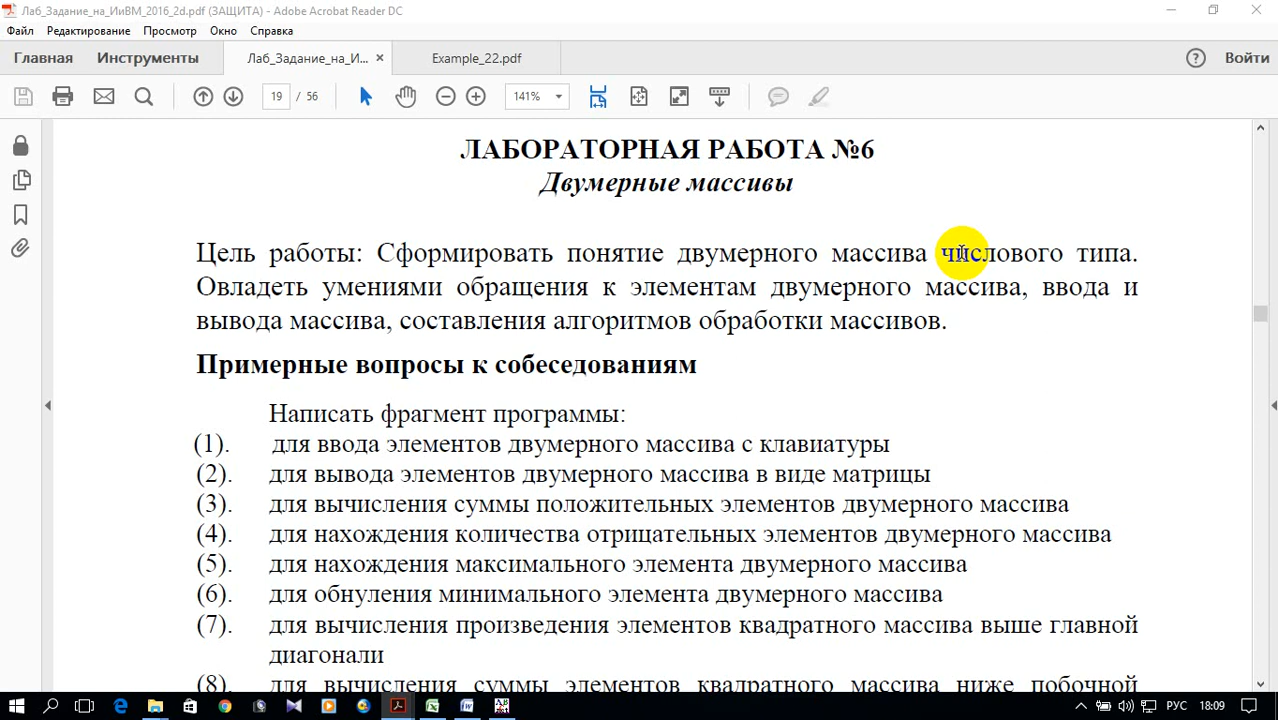 Лаб_Задание_на_ИиВМ_2016_2d.pdf (ЗАЩИТА) - Adobe Acrobat Reader DC
Файл Редактирование Просмотр Окно Справка
Главная Инструменты Лаб_Задание_на_И... Example_22.pdf Войти
19 / 56 141%
ЛАБОРАТОРНАЯ РАБОТА №6
Двумерные массивы
Цель работы: Сформировать понятие двумерного массива числового типа.
Овладеть умениями обращения к элементам двумерного массива, ввода и
вывода массива, составления алгоритмов обработки массивов.
Примерные вопросы к собеседованиям
Написать фрагмент программы:
(1). для ввода элементов двумерного массива с клавиатуры
(2). для вывода элементов двумерного массива в виде матрицы
(3). для вычисления суммы положительных элементов двумерного массива
(4). для нахождения количества отрицательных элементов двумерного массива
(5). для нахождения максимального элемента двумерного массива
(6). для обнуления минимального элемента двумерного массива
(7). для вычисления произведения элементов квадратного массива выше главной
диагонали
(8). для вычисления суммы элементов квадратного массива ниже побочной
РУС 18:09